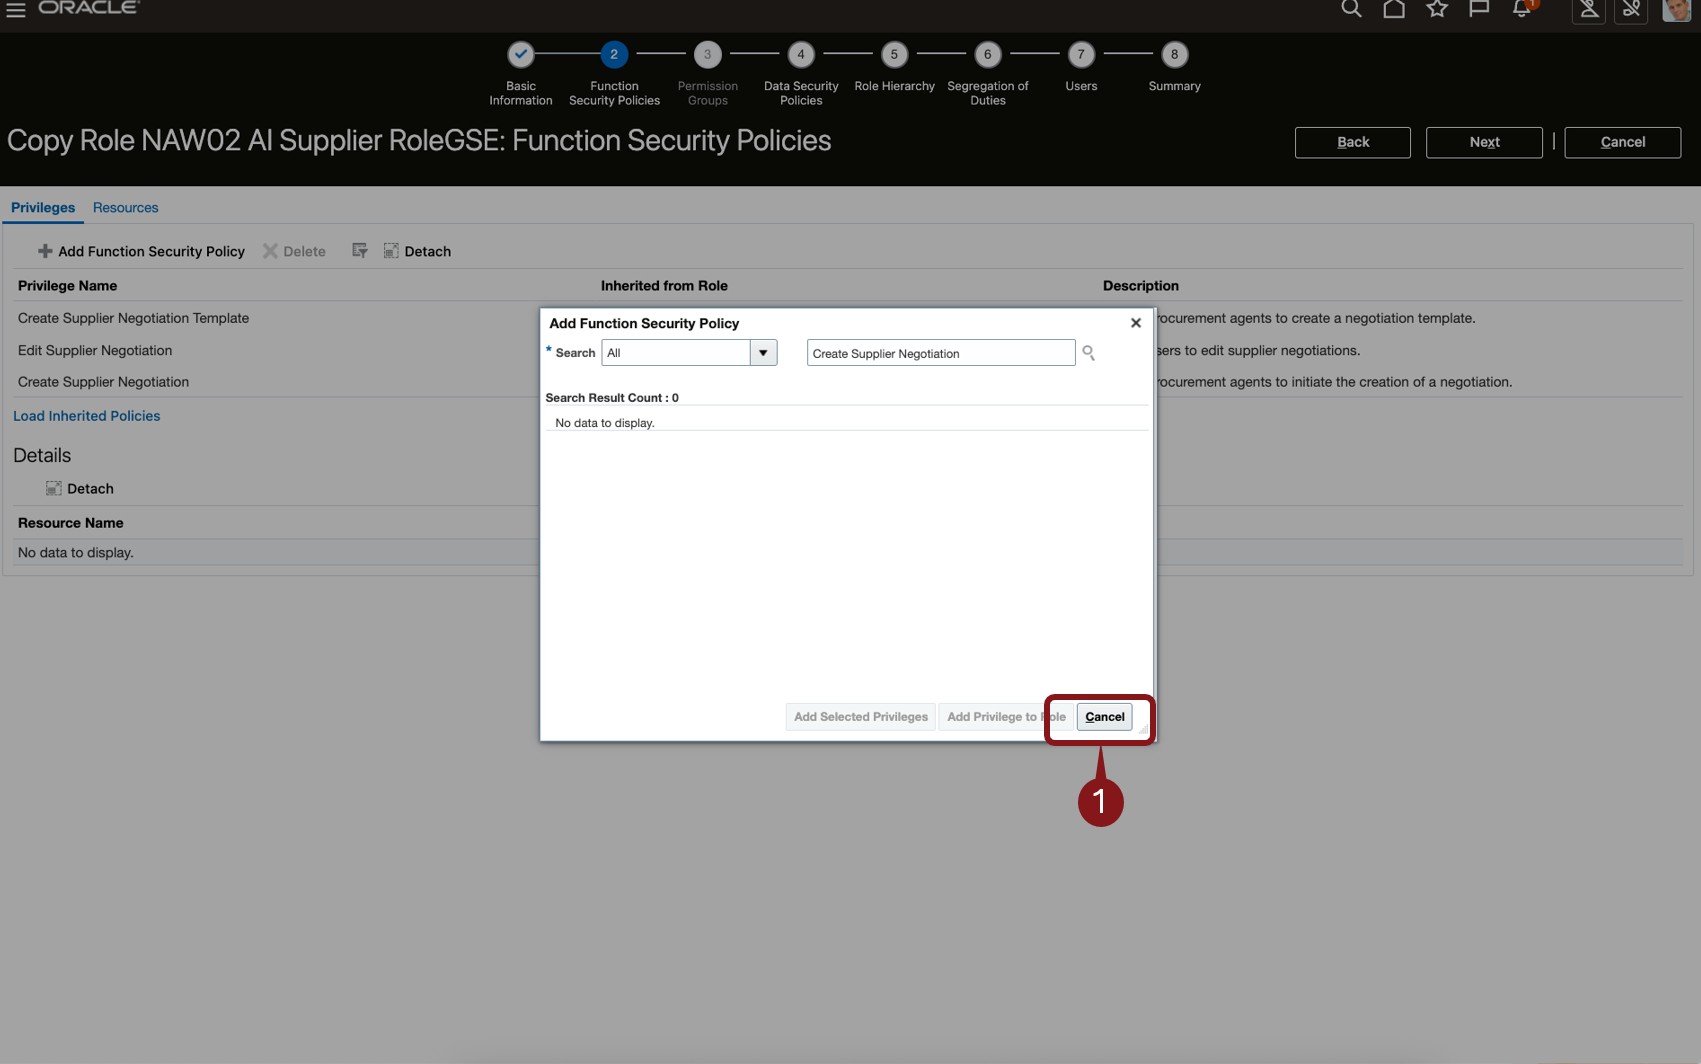 ORACLE
1
2
3
4
5
6
7
8
Basic
Information
Function
Security Policies
Permission
Groups
Data Security
Policies
Role Hierarchy
Segregation of
Duties
Users
Summary
Copy Role NAW02 AI Supplier RoleGSE: Function Security Policies
Back
Next
Cancel
Privileges
Resources
Add Function Security Policy
Delete
Detach
Privilege Name
Inherited from Role
Description
Create Supplier Negotiation Template
rocurement agents to create a negotiation template.
Edit Supplier Negotiation
sers to edit supplier negotiations.
Create Supplier Negotiation
rocurement agents to initiate the creation of a negotiation.
Load Inherited Policies
Details
Detach
Resource Name
No data to display.
Add Function Security Policy
* Search
All
Create Supplier Negotiation
Search Result Count : 0
No data to display.
Add Selected Privileges
Add Privilege to Role
Cancel
1